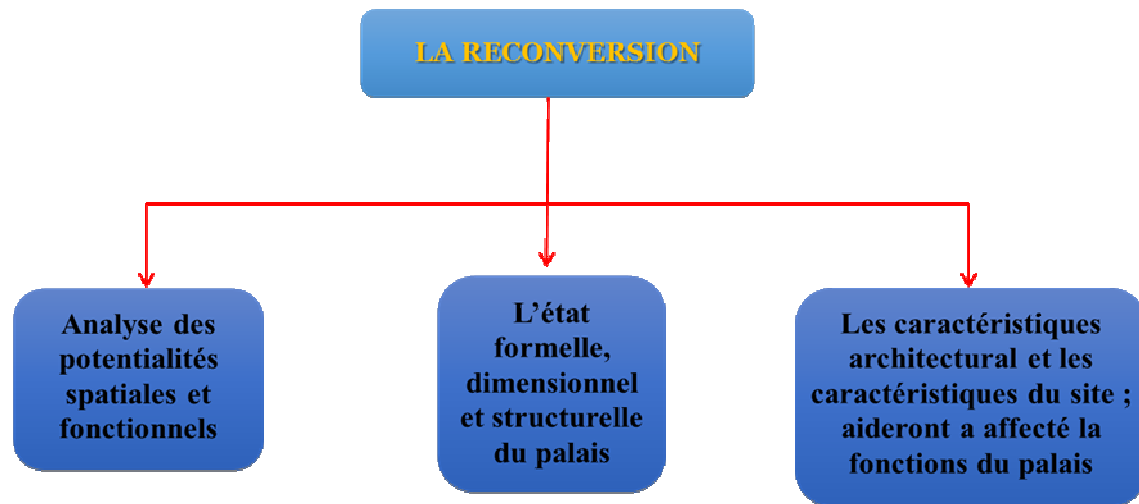 LA RECONVERSION
Analyse des
potentialités
spatiales et
fonctionnels
L’état
formelle,
dimensionnel
et structurelle
du palais
Les caractéristiques
architectural et les
caractéristiques du site ;
aideront a affecté la
fonctions du palais